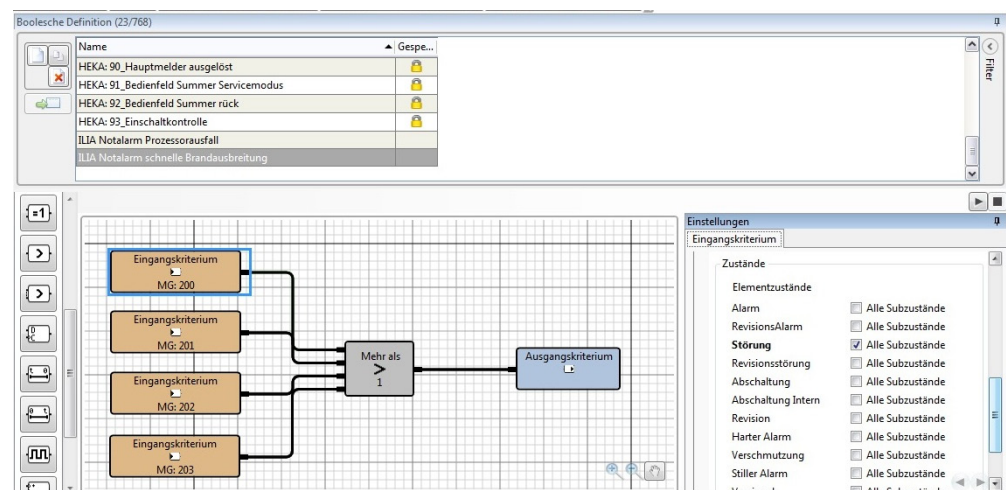 Boolesche Definition (23/768)
Name Gespe...
HEKA: 90_Hauptmelder ausgelöst
HEKA: 91_Bedienfeld Summer Servicemodus
HEKA: 92_Bedienfeld Summer rück
HEKA: 93_Einschaltkontrolle
ILIA Notalarm Prozessorausfall
ILIA Notalarm schnelle Brandausbreitung
Filter
=1
>
>
D
C
t 0
0 t
Eingangskriterium
MG: 200
Eingangskriterium
MG: 201
Eingangskriterium
MG: 202
Eingangskriterium
MG: 203
Mehr als
>
1
Ausgangskriterium
Einstellungen
Eingangskriterium
Zustände
Elementzustände
Alarm Alle Subzustände
RevisionsAlarm Alle Subzustände
Störung Alle Subzustände
Revisionsstörung Alle Subzustände
Abschaltung Alle Subzustände
Abschaltung Intern Alle Subzustände
Revision Alle Subzustände
Harter Alarm Alle Subzustände
Verschmutzung Alle Subzustände
Stiller Alarm Alle Subzustände